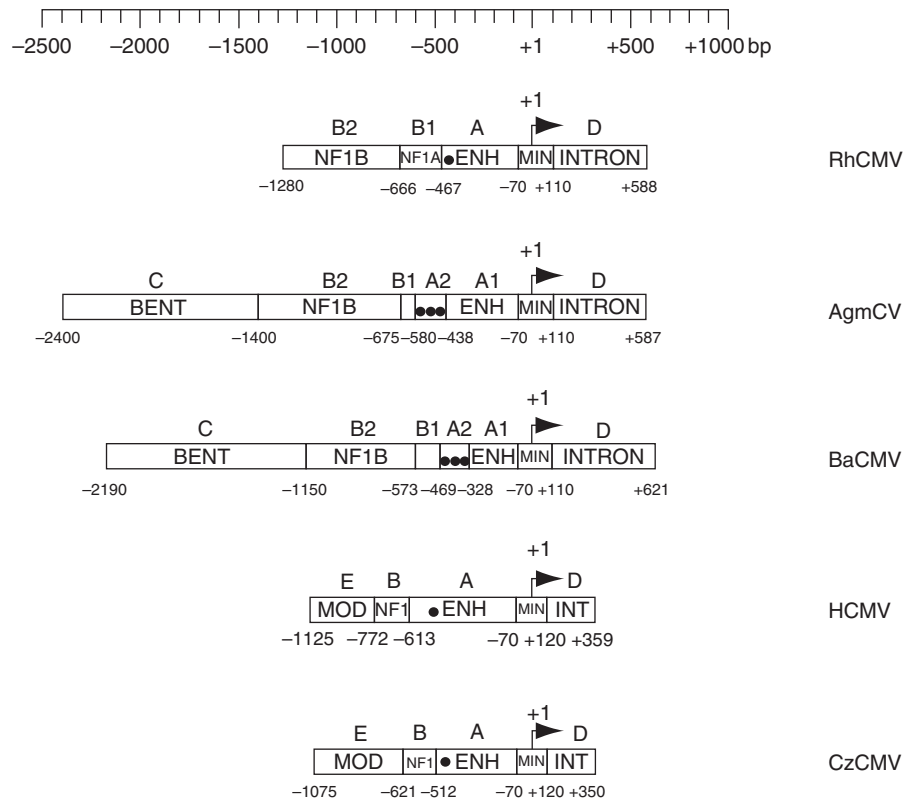 −2500 −2000 −1500 −1000 −500 +1 +500 +1000 bp
+1
B2 B1 A D
NF1B NF1A ENH MIN INTRON RhCMV
−1280 −666 −467 −70 +110 +588
+1
C B2 B1 A2 A1 D
BENT NF1B ENH MIN INTRON AgmCV
−2400 −1400 −675 −580 −438 −70 +110 +587
+1
C B2 B1 A2 A1 D
BENT NF1B ENH MIN INTRON BaCMV
−2190 −1150 −573 −469 −328 −70 +110 +621
+1
E B A D
MOD NF1 ENH MIN INT HCMV
−1125 −772 −613 −70 +120 +359
+1
E B A D
MOD NF1 ENH MIN INT CzCMV
−1075 −621 −512 −70 +120 +350